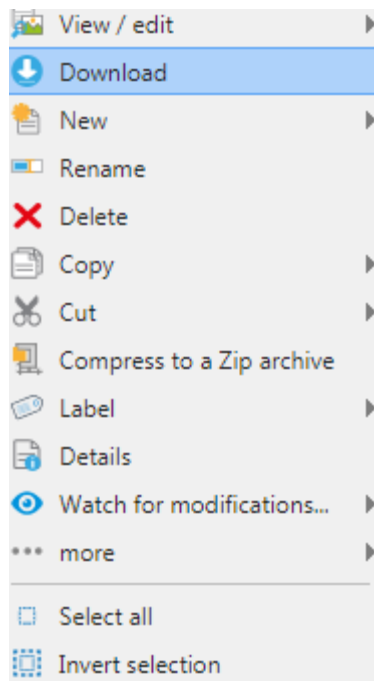 View / edit
Download
New
Rename
Delete
Copy
Cut
Compress to a Zip archive
Label
Details
Watch for modifications...
more
Select all
Invert selection